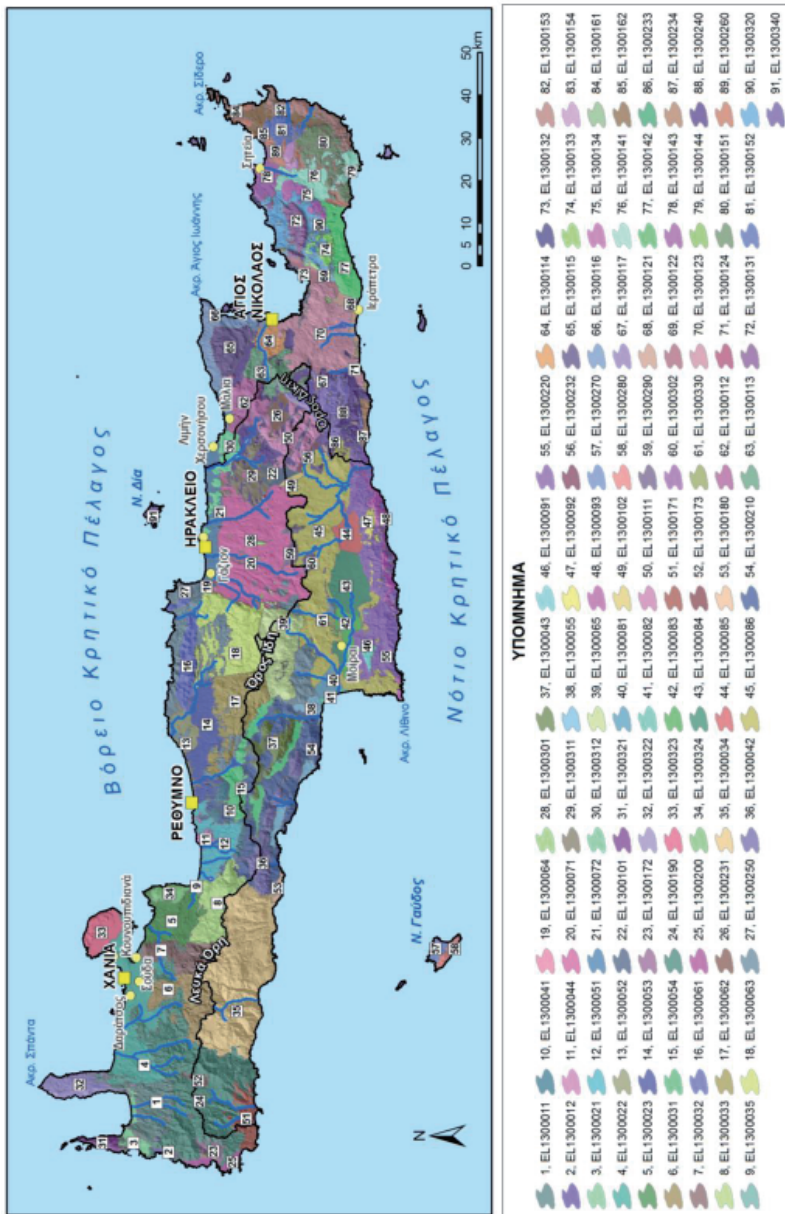 Βόρειο Κρητικό Πέλαγος
Νότιο Κρητικό Πέλαγος
Ακρ. Σπάντα
Ακρ. Άγιος Ιωάννης
Ακρ. Σίδερο
Ακρ. Λίθινο
Ν. Δία
Ν. Γαύδος
ΧΑΝΙΑ
Δαράτσος
Σούδα
Κουνουπιδιανά
Λευκά Όρη
ΡΕΘΥΜΝΟ
Όρος Ίδη
ΗΡΑΚΛΕΙΟ
Γάζιον
Λιμήν
Χερσονήσου
Μάλια
Μοίραι
Όρος Δίκτη
ΑΓΙΟΣ
ΝΙΚΟΛΑΟΣ
Ιεράπετρα
Σητεία
N
0 5 10 20 30 40 50
km
ΥΠΟΜΝΗΜΑ
1, EL1300011 10, EL1300041 19, EL1300064 28, EL1300301 37, EL1300043 46, EL1300091 55, EL1300220 64, EL1300114 73, EL1300132 82, EL1300153
2, EL1300012 11, EL1300044 20, EL1300071 29, EL1300311 38, EL1300055 47, EL1300092 56, EL1300232 65, EL1300115 74, EL1300133 83, EL1300154
3, EL1300021 12, EL1300051 21, EL1300072 30, EL1300312 39, EL1300065 48, EL1300093 57, EL1300270 66, EL1300116 75, EL1300134 84, EL1300161
4, EL1300022 13, EL1300052 22, EL1300101 31, EL1300321 40, EL1300081 49, EL1300102 58, EL1300280 67, EL1300117 76, EL1300141 85, EL1300162
5, EL1300023 14, EL1300053 23, EL1300172 32, EL1300322 41, EL1300082 50, EL1300111 59, EL1300290 68, EL1300121 77, EL1300142 86, EL1300233
6, EL1300031 15, EL1300054 24, EL1300190 33, EL1300323 42, EL1300083 51, EL1300171 60, EL1300302 69, EL1300122 78, EL1300143 87, EL1300234
7, EL1300032 16, EL1300061 25, EL1300200 34, EL1300324 43, EL1300084 52, EL1300173 61, EL1300330 70, EL1300123 79, EL1300144 88, EL1300240
8, EL1300033 17, EL1300062 26, EL1300231 35, EL1300034 44, EL1300085 53, EL1300180 62, EL1300112 71, EL1300124 80, EL1300151 89, EL1300260
9, EL1300035 18, EL1300063 27, EL1300250 36, EL1300042 45, EL1300086 54, EL1300210 63, EL1300113 72, EL1300131 81, EL1300152 90, EL1300320
91, EL1300340